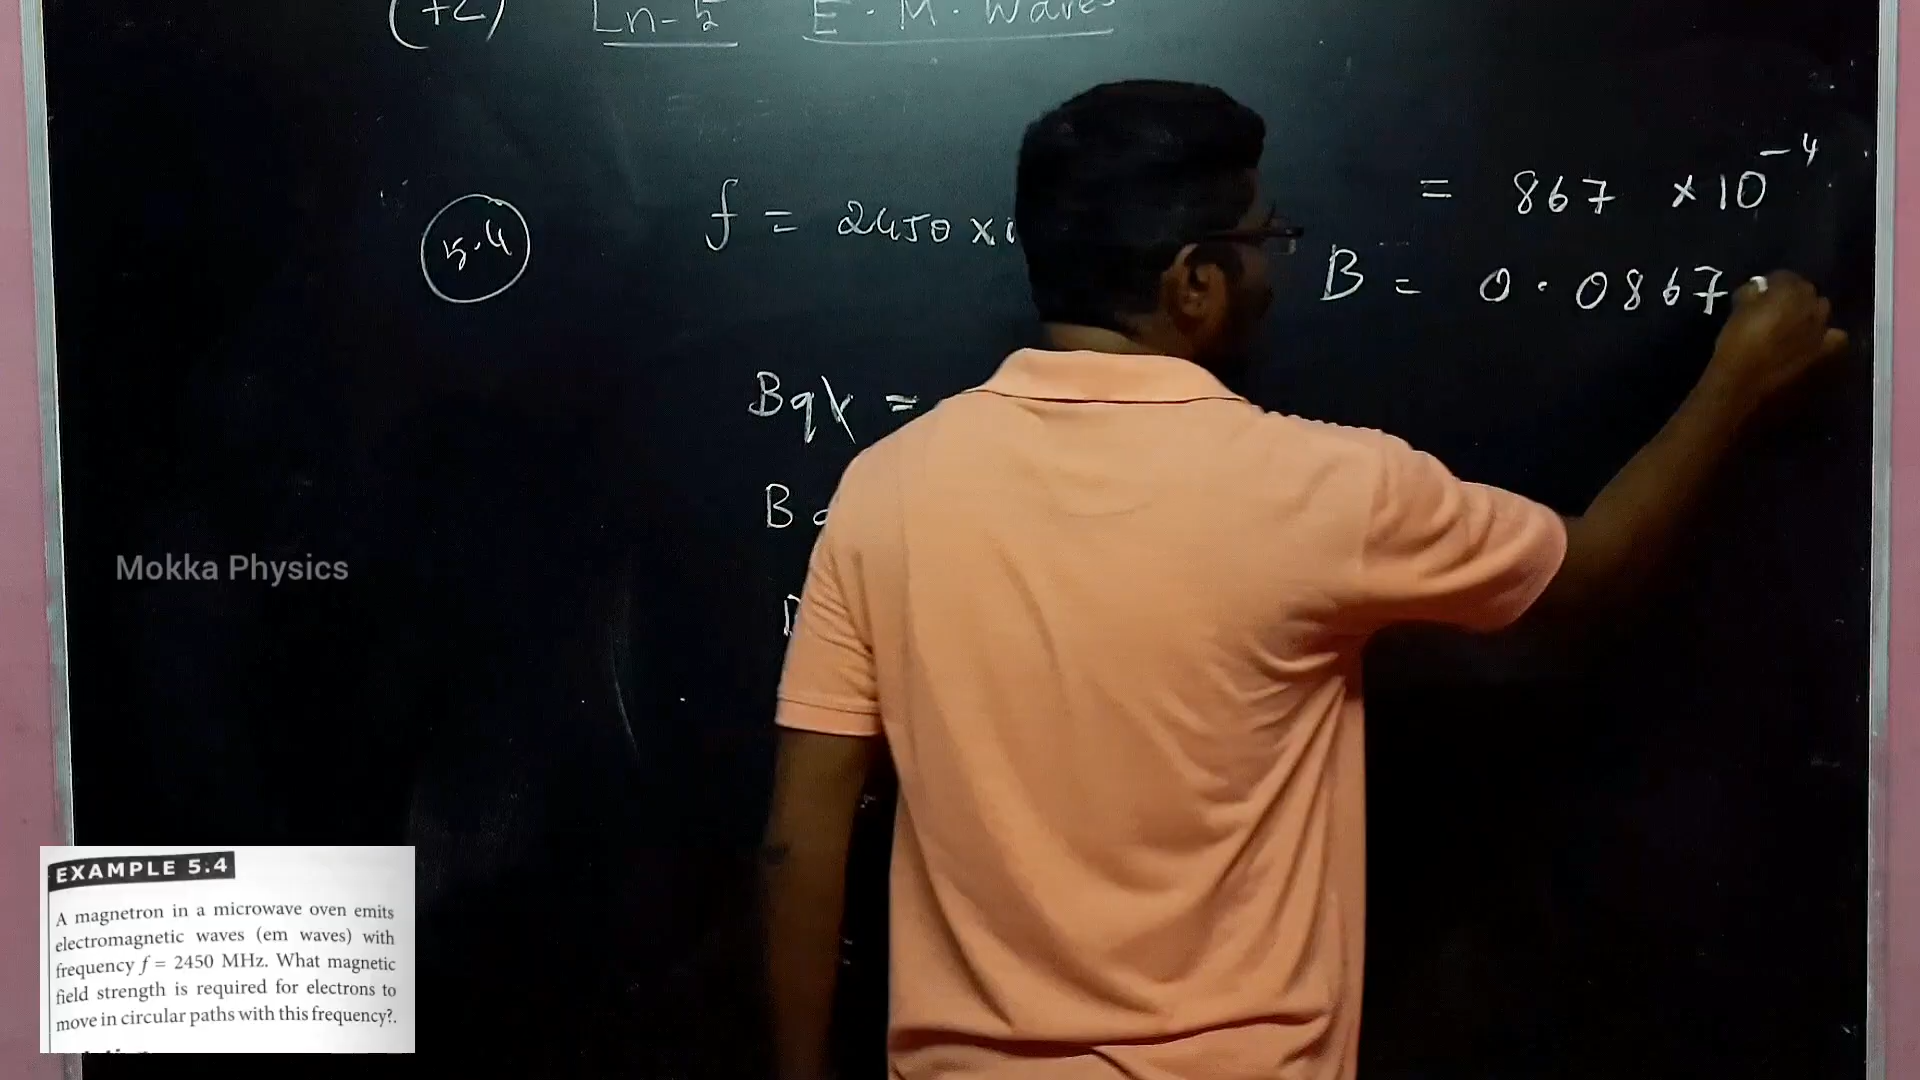 (+2) Ln-5 E.M.Waves
5.4
f = 2450 x
Bqv =
B
= 867 x 10⁻⁴
B = 0.0867
Mokka Physics
EXAMPLE 5.4
A magnetron in a microwave oven emits
electromagnetic waves (em waves) with
frequency f = 2450 MHz. What magnetic
field strength is required for electrons to
move in circular paths with this frequency?.